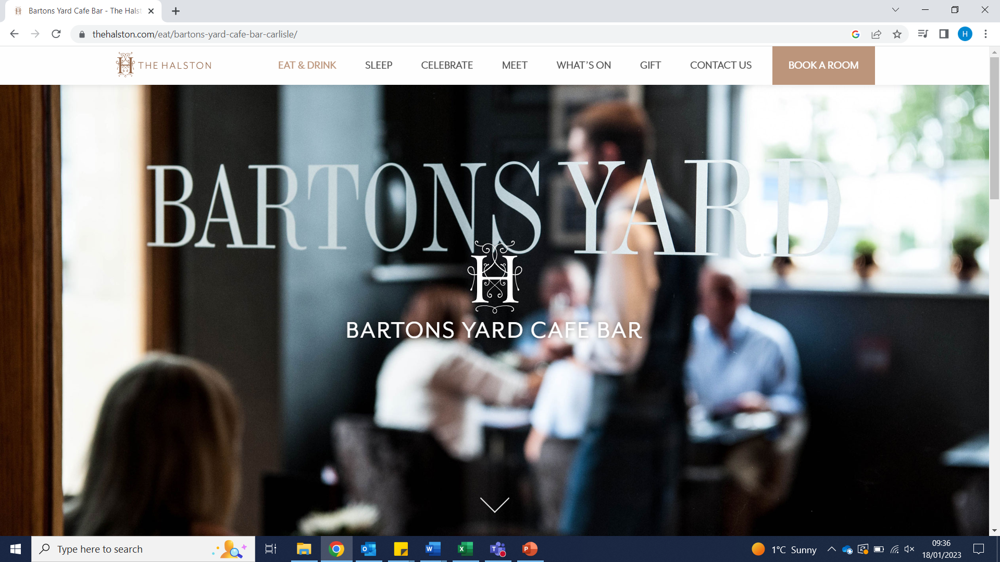 Bartons Yard Cafe Bar - The Halst
thehalston.com/eat/bartons-yard-cafe-bar-carlisle/
H
H THE HALSTON
EAT & DRINK
SLEEP
CELEBRATE
MEET
WHAT'S ON
GIFT
CONTACT US
BOOK A ROOM
BARTONS YARD
H
BARTONS YARD CAFE BAR
Type here to search
1°C Sunny
09:36
18/01/2023